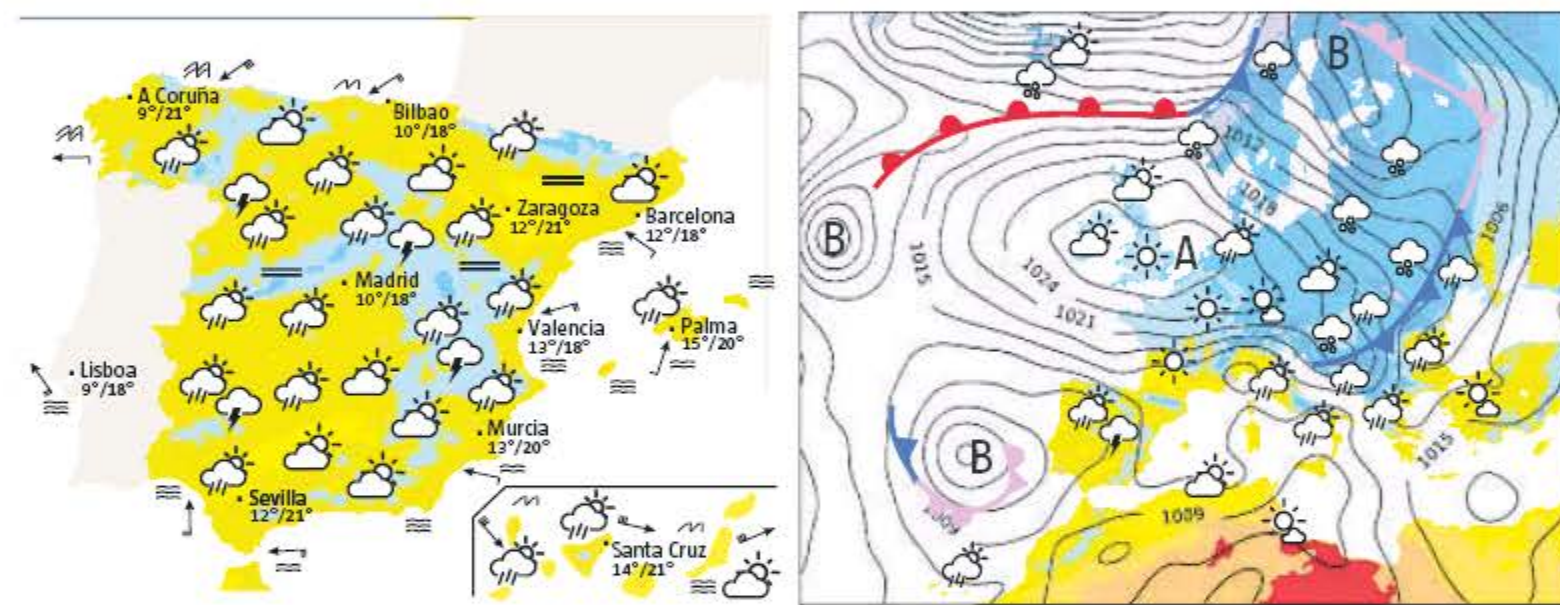 A Coruña
9°/21°
Bilbao
10°/18°
Zaragoza
12°/21°
Barcelona
12°/18°
Madrid
10°/18°
Valencia
13°/18°
Palma
15°/20°
Lisboa
9°/18°
Murcia
13°/20°
Sevilla
12°/21°
Santa Cruz
14°/21°
B
1012
1018
1006
B
A
1015
1024
1021
B
1015
1009
1009